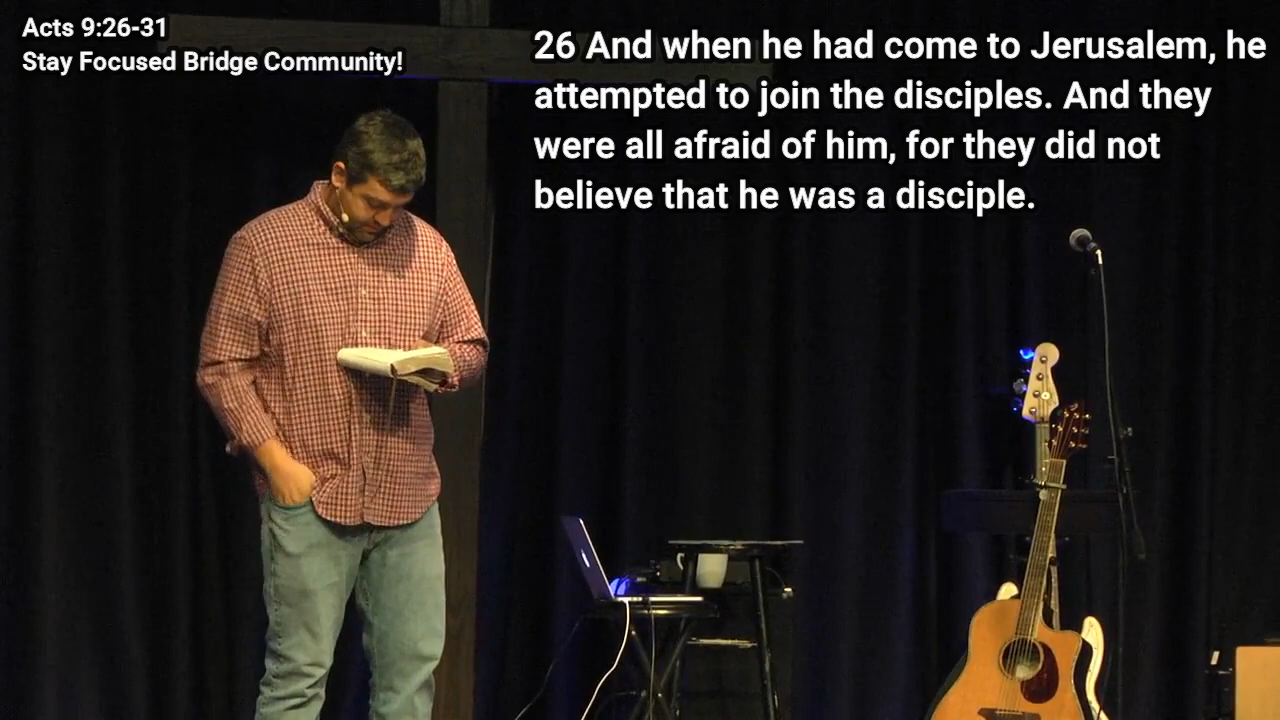 Acts 9:26-31
Stay Focused Bridge Community!
26 And when he had come to Jerusalem, he
attempted to join the disciples. And they
were all afraid of him, for they did not
believe that he was a disciple.